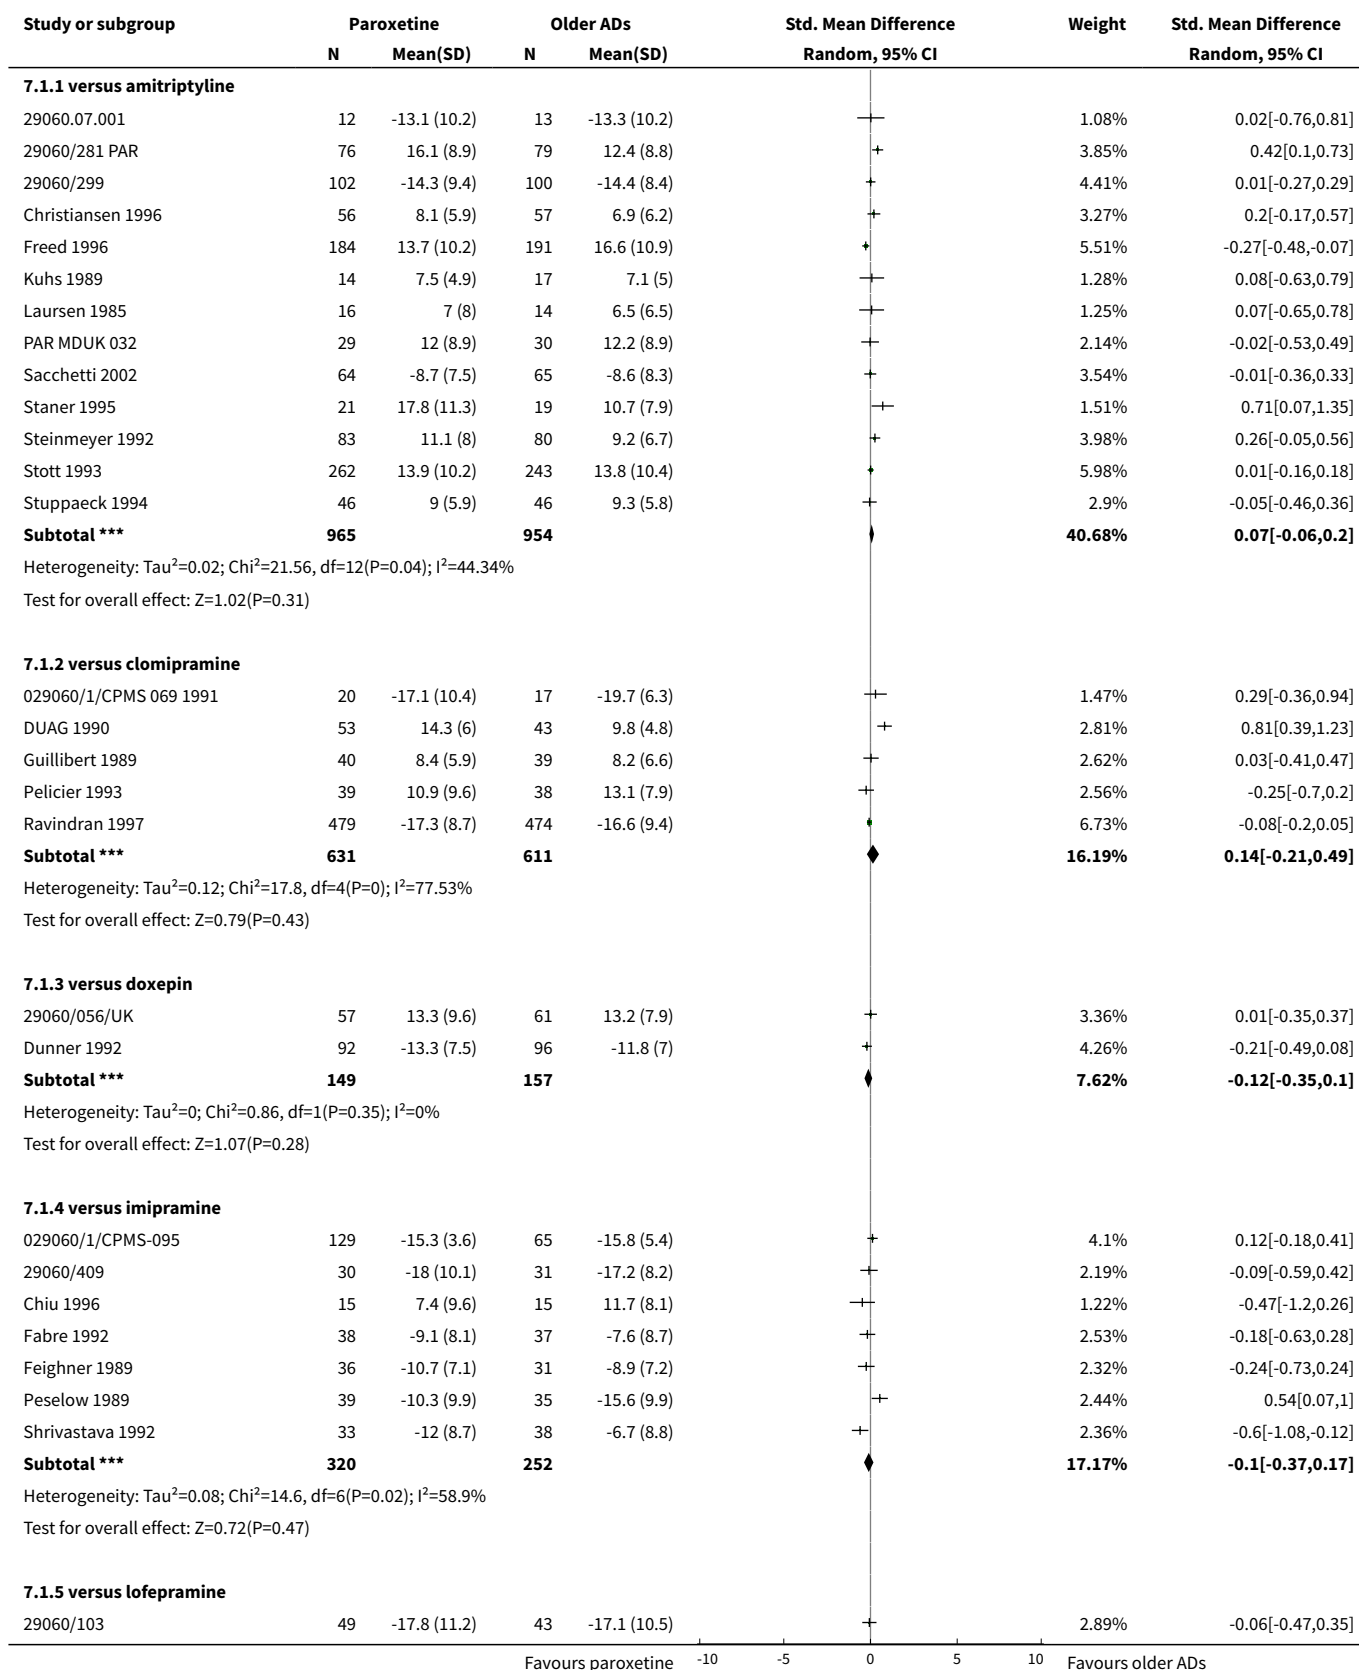 Study or subgroup Paroxetine Older ADs Std. Mean Difference Weight Std. Mean Difference
N Mean(SD) N Mean(SD) Random, 95% CI Random, 95% CI
7.1.1 versus amitriptyline
29060.07.001 12 -13.1 (10.2) 13 -13.3 (10.2) 1.08% 0.02[-0.76,0.81]
29060/281 PAR 76 16.1 (8.9) 79 12.4 (8.8) 3.85% 0.42[0.1,0.73]
29060/299 102 -14.3 (9.4) 100 -14.4 (8.4) 4.41% 0.01[-0.27,0.29]
Christiansen 1996 56 8.1 (5.9) 57 6.9 (6.2) 3.27% 0.2[-0.17,0.57]
Freed 1996 184 13.7 (10.2) 191 16.6 (10.9) 5.51% -0.27[-0.48,-0.07]
Kuhs 1989 14 7.5 (4.9) 17 7.1 (5) 1.28% 0.08[-0.63,0.79]
Laursen 1985 16 7 (8) 14 6.5 (6.5) 1.25% 0.07[-0.65,0.78]
PAR MDUK 032 29 12 (8.9) 30 12.2 (8.9) 2.14% -0.02[-0.53,0.49]
Sacchetti 2002 64 -8.7 (7.5) 65 -8.6 (8.3) 3.54% -0.01[-0.36,0.33]
Staner 1995 21 17.8 (11.3) 19 10.7 (7.9) 1.51% 0.71[0.07,1.35]
Steinmeyer 1992 83 11.1 (8) 80 9.2 (6.7) 3.98% 0.26[-0.05,0.56]
Stott 1993 262 13.9 (10.2) 243 13.8 (10.4) 5.98% 0.01[-0.16,0.18]
Stuppaeck 1994 46 9 (5.9) 46 9.3 (5.8) 2.9% -0.05[-0.46,0.36]
Subtotal *** 965 954 40.68% 0.07[-0.06,0.2]
Heterogeneity: Tau²=0.02; Chi²=21.56, df=12(P=0.04); I²=44.34%
Test for overall effect: Z=1.02(P=0.31)
7.1.2 versus clomipramine
029060/1/CPMS 069 1991 20 -17.1 (10.4) 17 -19.7 (6.3) 1.47% 0.29[-0.36,0.94]
DUAG 1990 53 14.3 (6) 43 9.8 (4.8) 2.81% 0.81[0.39,1.23]
Guillibert 1989 40 8.4 (5.9) 39 8.2 (6.6) 2.62% 0.03[-0.41,0.47]
Pelicier 1993 39 10.9 (9.6) 38 13.1 (7.9) 2.56% -0.25[-0.7,0.2]
Ravindran 1997 479 -17.3 (8.7) 474 -16.6 (9.4) 6.73% -0.08[-0.2,0.05]
Subtotal *** 631 611 16.19% 0.14[-0.21,0.49]
Heterogeneity: Tau²=0.12; Chi²=17.8, df=4(P=0); I²=77.53%
Test for overall effect: Z=0.79(P=0.43)
7.1.3 versus doxepin
29060/056/UK 57 13.3 (9.6) 61 13.2 (7.9) 3.36% 0.01[-0.35,0.37]
Dunner 1992 92 -13.3 (7.5) 96 -11.8 (7) 4.26% -0.21[-0.49,0.08]
Subtotal *** 149 157 7.62% -0.12[-0.35,0.1]
Heterogeneity: Tau²=0; Chi²=0.86, df=1(P=0.35); I²=0%
Test for overall effect: Z=1.07(P=0.28)
7.1.4 versus imipramine
029060/1/CPMS-095 129 -15.3 (3.6) 65 -15.8 (5.4) 4.1% 0.12[-0.18,0.41]
29060/409 30 -18 (10.1) 31 -17.2 (8.2) 2.19% -0.09[-0.59,0.42]
Chiu 1996 15 7.4 (9.6) 15 11.7 (8.1) 1.22% -0.47[-1.2,0.26]
Fabre 1992 38 -9.1 (8.1) 37 -7.6 (8.7) 2.53% -0.18[-0.63,0.28]
Feighner 1989 36 -10.7 (7.1) 31 -8.9 (7.2) 2.32% -0.24[-0.73,0.24]
Peselow 1989 39 -10.3 (9.9) 35 -15.6 (9.9) 2.44% 0.54[0.07,1]
Shrivastava 1992 33 -12 (8.7) 38 -6.7 (8.8) 2.36% -0.6[-1.08,-0.12]
Subtotal *** 320 252 17.17% -0.1[-0.37,0.17]
Heterogeneity: Tau²=0.08; Chi²=14.6, df=6(P=0.02); I²=58.9%
Test for overall effect: Z=0.72(P=0.47)
7.1.5 versus lofepramine
29060/103 49 -17.8 (11.2) 43 -17.1 (10.5) 2.89% -0.06[-0.47,0.35]
Favours paroxetine -10 -5 0 5 10 Favours older ADs